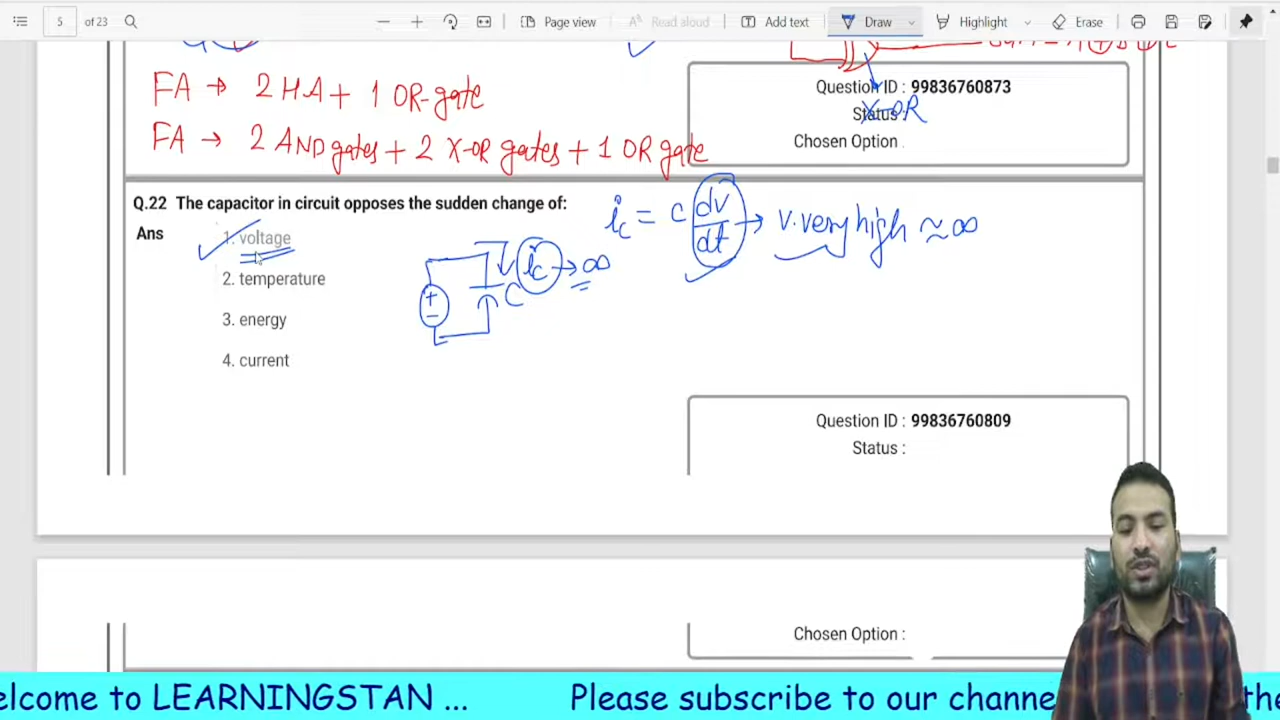 5 of 23
Page view
Read aloud
Add text
Draw
Highlight
Erase
FA → 2 HA + 1 OR-gate
FA → 2 AND gates + 2 X-OR gates + 1 OR gate
Question ID : 99836760873
Status
X-OR
Chosen Option
Q.22 The capacitor in circuit opposes the sudden change of:
Ans
1. voltage
2. temperature
3. energy
4. current
ic → ∞
C
+
−
ic = c dv/dt → v. very high ≈ ∞
Question ID : 99836760809
Status :
Chosen Option :
elcome to LEARNINGSTAN ... Please subscribe to our channe the